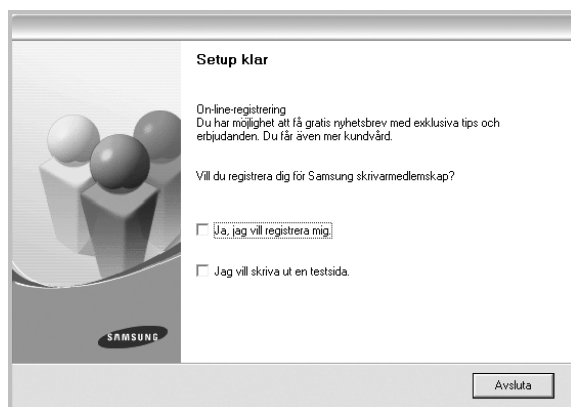 Setup klar
On-line-registrering
Du har möjlighet att få gratis nyhetsbrev med exklusiva tips och
erbjudanden. Du får även mer kundvård.
Vill du registrera dig för Samsung skrivarmedlemskap?
Ja, jag vill registrera mig.
Jag vill skriva ut en testsida.
SAMSUNG
Avsluta